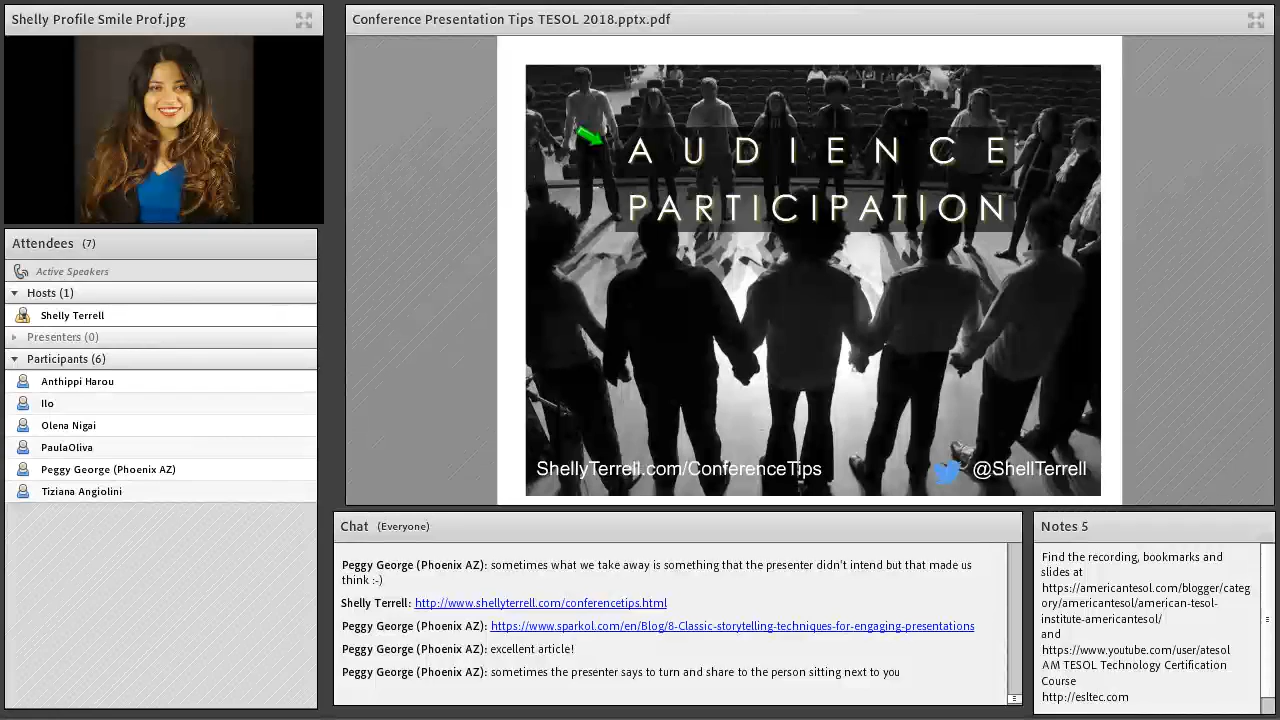 Shelly Profile Smile Prof.jpg
Conference Presentation Tips TESOL 2018.pptx.pdf
AUDIENCE
PARTICIPATION
ShellyTerrell.com/ConferenceTips
@ShellTerrell
Attendees (7)
Active Speakers
Hosts (1)
Shelly Terrell
Presenters (0)
Participants (6)
Anthippi Harou
Ilo
Olena Nigai
PaulaOliva
Peggy George (Phoenix AZ)
Tiziana Angiolini
Chat (Everyone)
Peggy George (Phoenix AZ): sometimes what we take away is something that the presenter didn't intend but that made us
think :-)
Shelly Terrell: http://www.shellyterrell.com/conferencetips.html
Peggy George (Phoenix AZ): https://www.sparkol.com/en/Blog/8-Classic-storytelling-techniques-for-engaging-presentations
Peggy George (Phoenix AZ): excellent article!
Peggy George (Phoenix AZ): sometimes the presenter says to turn and share to the person sitting next to you
Notes 5
Find the recording, bookmarks and
slides at
https://americantesol.com/blogger/categ
ory/americantesol/american-tesol-
institute-americantesol/
and
https://www.youtube.com/user/atesol
AM TESOL Technology Certification
Course
http://esltec.com